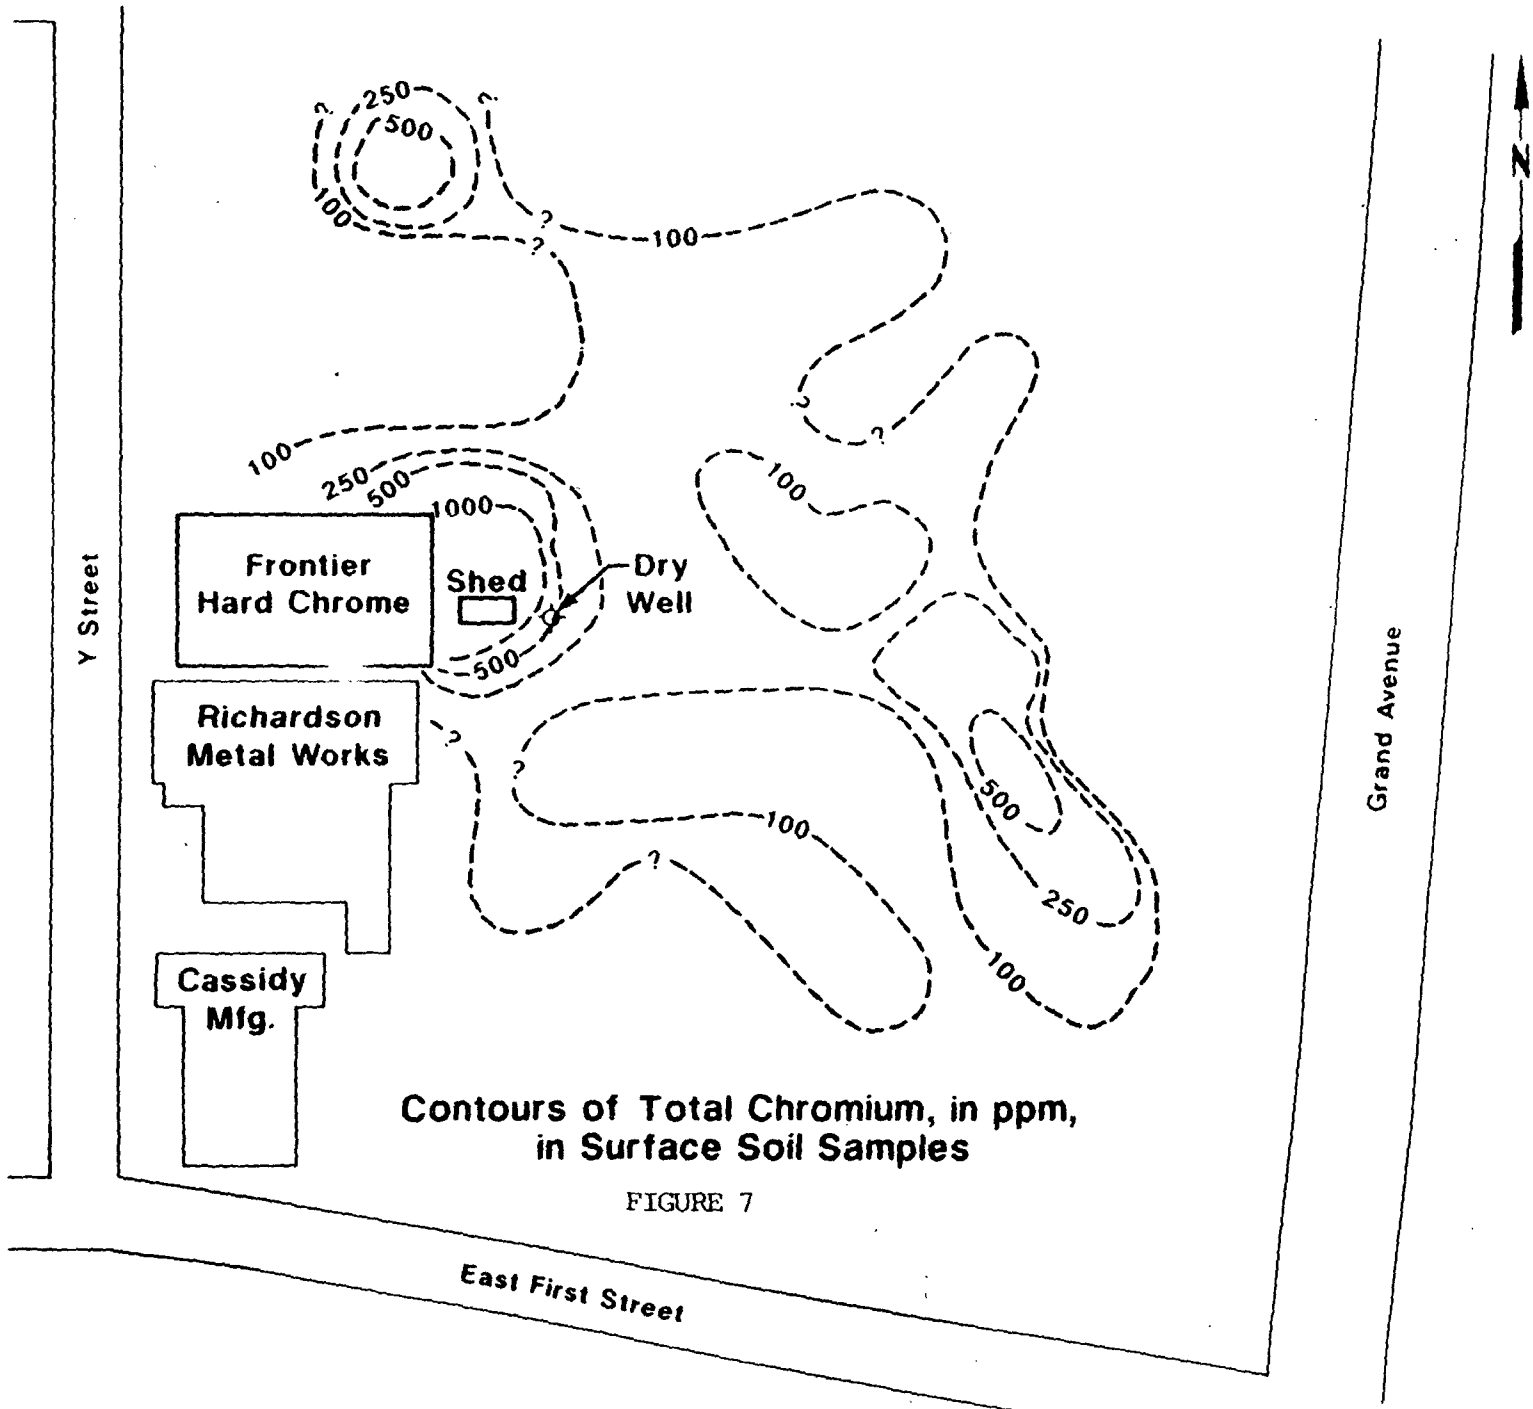 ?
250
?
500
N
100
?
100
?
?
?
100
100
250
500
1000
Frontier
Hard Chrome
Shed
Dry
Well
Y Street
500
Grand Avenue
Richardson
Metal Works
?
?
500
100
?
250
100
Cassidy
Mfg.
Contours of Total Chromium, in ppm,
in Surface Soil Samples
FIGURE 7
East First Street